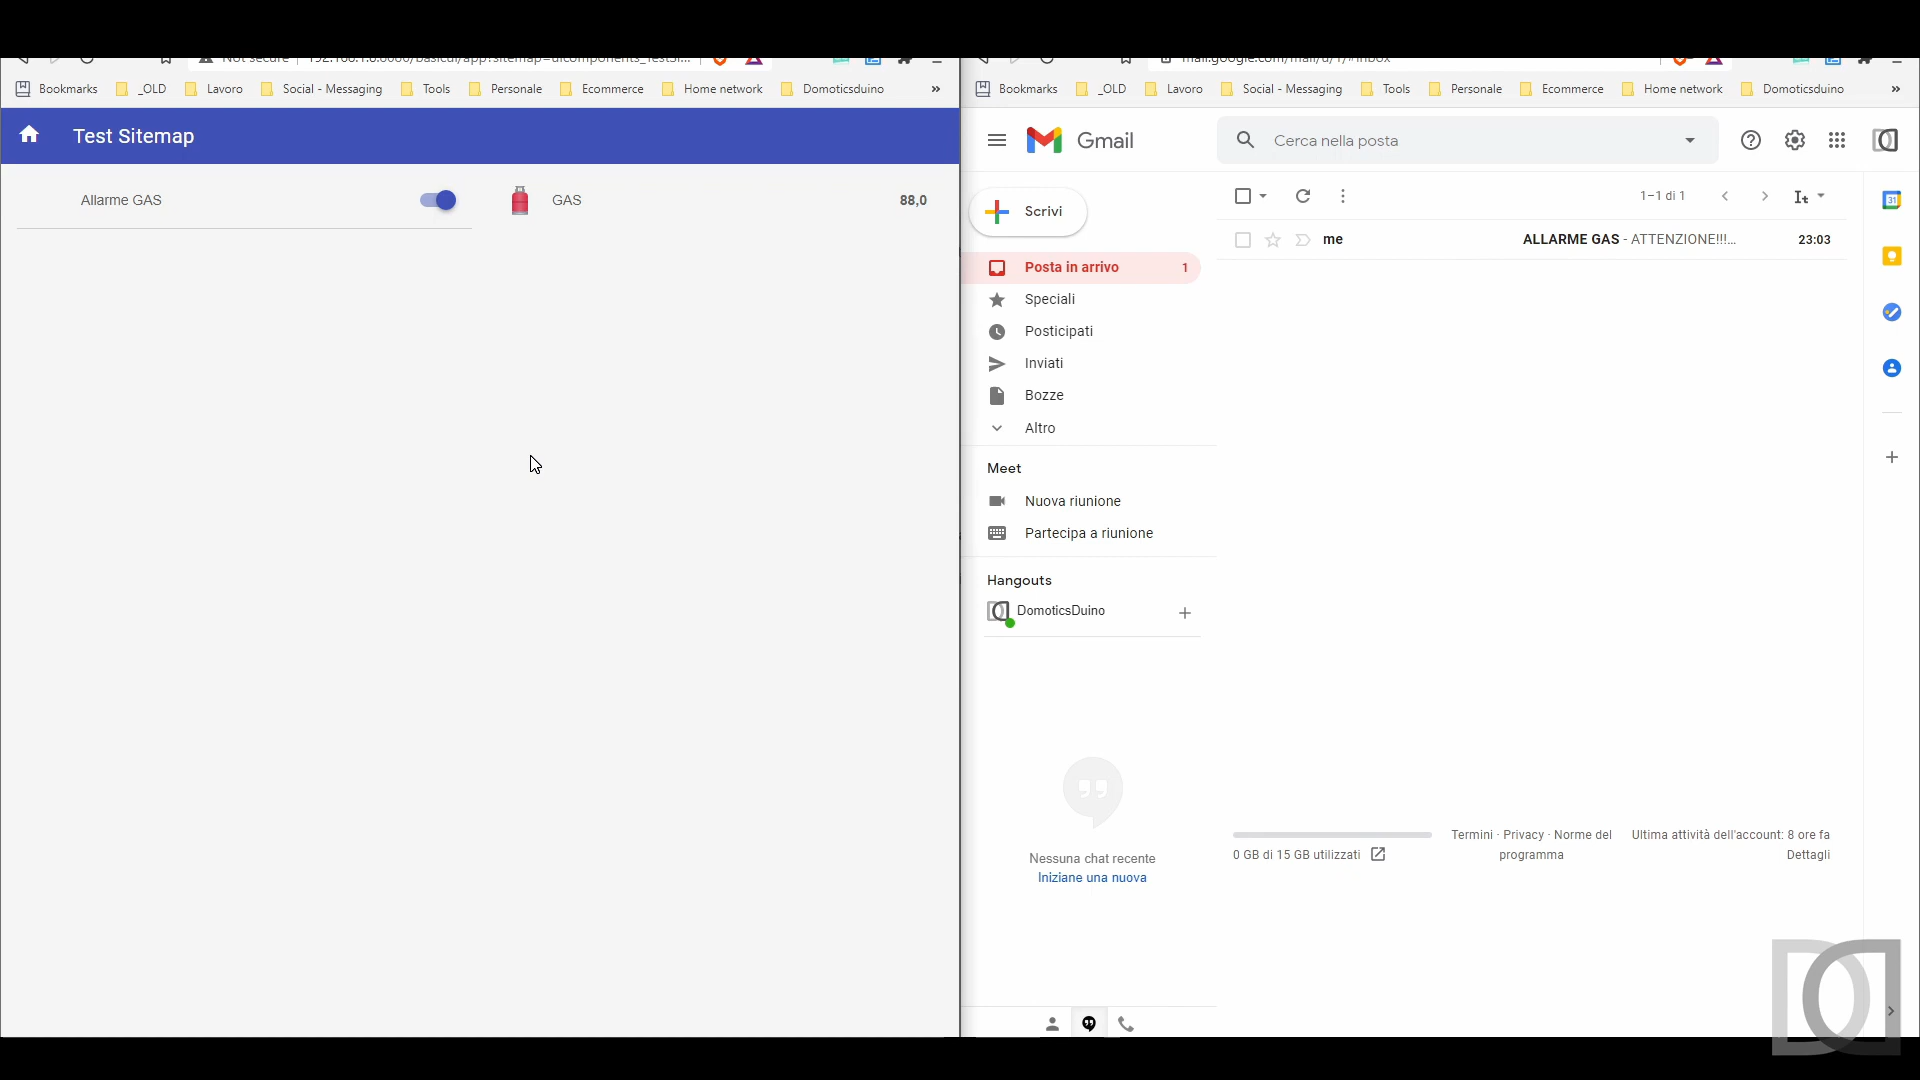 Bookmarks
_OLD
Lavoro
Social - Messaging
Tools
Personale
Ecommerce
Home network
Domoticsduino
»
Test Sitemap
Allarme GAS
GAS
88,0
Bookmarks
_OLD
Lavoro
Social - Messaging
Tools
Personale
Ecommerce
Home network
Domoticsduino
»
Gmail
Cerca nella posta
Scrivi
1–1 di 1
me
ALLARME GAS - ATTENZIONE!!!...
23:03
Posta in arrivo
1
Speciali
Posticipati
Inviati
Bozze
Altro
Meet
Nuova riunione
Partecipa a riunione
Hangouts
DomoticsDuino
Nessuna chat recente
Iniziane una nuova
0 GB di 15 GB utilizzati
Termini · Privacy · Norme del
programma
Ultima attività dell'account: 8 ore fa
Dettagli
31